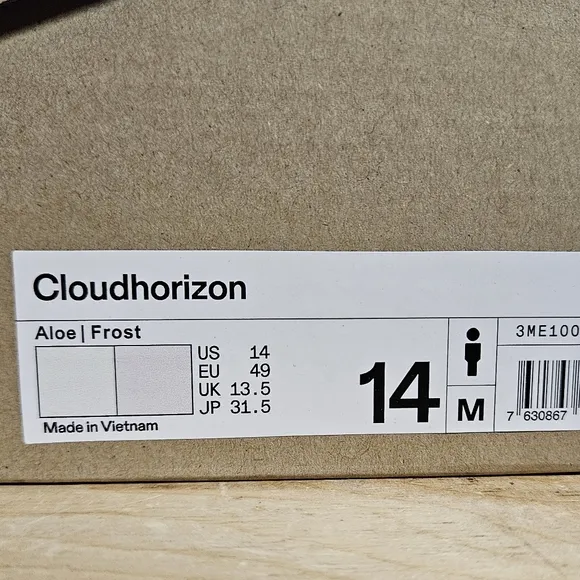 Cloudhorizon
Aloe | Frost
US 14
EU 49
UK 13.5
JP 31.5
Made in Vietnam
14
M
3ME100
7 630867